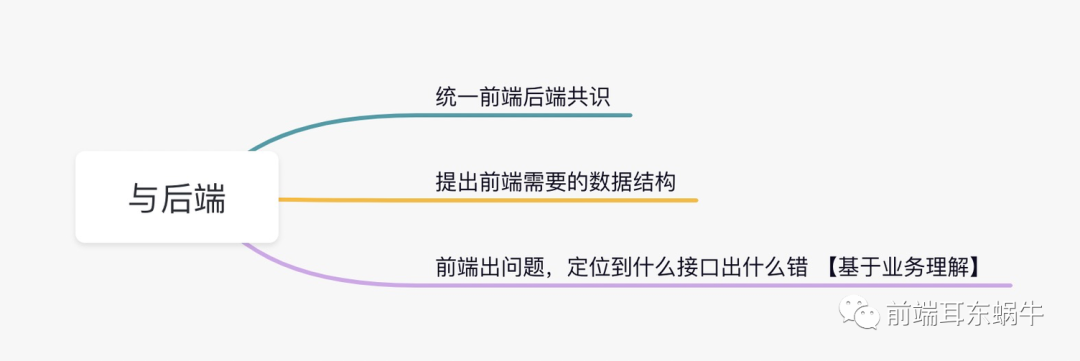 统一前端后端共识
与后端
提出前端需要的数据结构
前端出问题，定位到什么接口出什么错 【基于业务理解】
前端耳东蜗牛